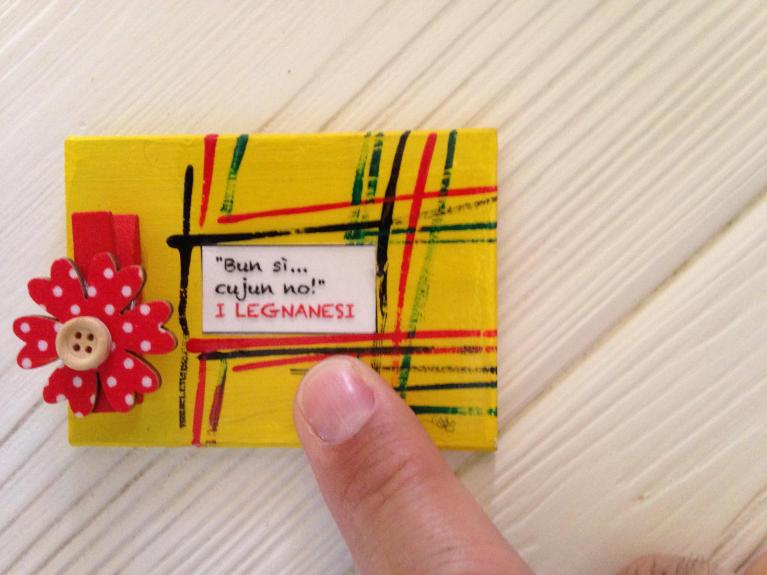 "Bun sì...
cujun no!"
I LEGNANESI